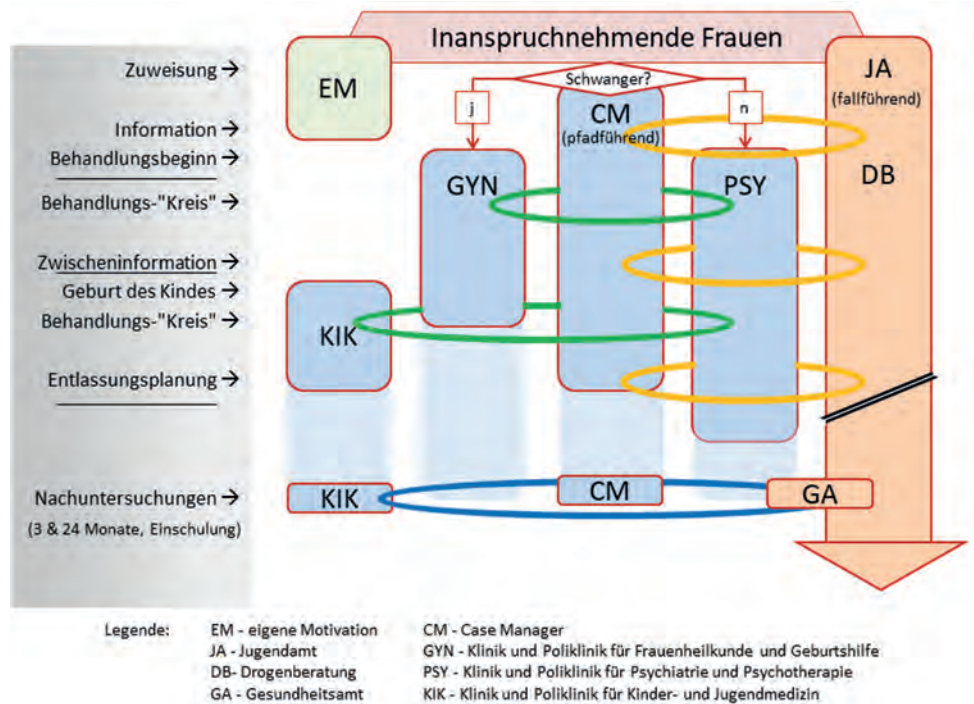 Inanspruchnehmende Frauen
Zuweisung →
EM
Schwanger?
JA
(fallführend)
j
n
CM
(pfadführend)
Information →
Behandlungsbeginn →
GYN
PSY
DB
Behandlungs-"Kreis" →
Zwischeninformation →
Geburt des Kindes →
Behandlungs-"Kreis" →
KIK
Entlassungsplanung →
Nachuntersuchungen →
(3 & 24 Monate, Einschulung)
KIK
CM
GA
Legende:
EM - eigene Motivation
JA - Jugendamt
DB- Drogenberatung
GA - Gesundheitsamt
CM - Case Manager
GYN - Klinik und Poliklinik für Frauenheilkunde und Geburtshilfe
PSY - Klinik und Poliklinik für Psychiatrie und Psychotherapie
KIK - Klinik und Poliklinik für Kinder- und Jugendmedizin